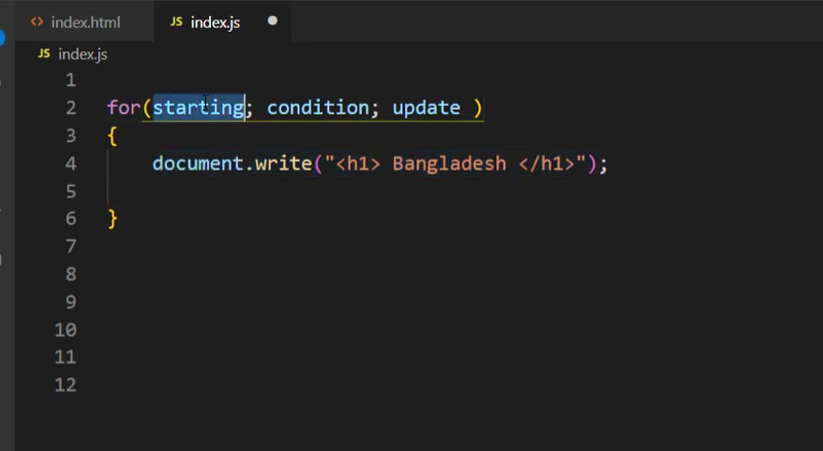 <> index.html JS index.js
JS index.js
1
2 for(starting; condition; update )
3 {
4 document.write("<h1> Bangladesh </h1>");
5
6 }
7
8
9
10
11
12